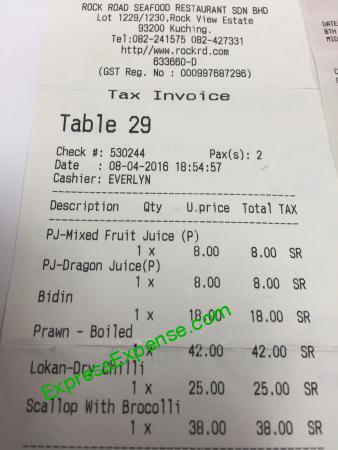 ROCK ROAD SEAFOOD RESTAURANT SDN BHD
Lot 1229/1230,Rock View Estate
93200 Kuching.
Tel:082-241575 082-427331
http//www.rockrd.com
633660-D
(GST Reg. No : 000997687296)
Tax Invoice
Table 29
Check #: 530244 Pax(s): 2
Date : 08-04-2016 18:54:57
Cashier: EVERLYN
Description Qty U.price Total TAX
PJ-Mixed Fruit Juice (P)
1 x 8.00 8.00 SR
PJ-Dragon Juice(P)
1 x 8.00 8.00 SR
Bidin
1 x 18.00 18.00 SR
Prawn - Boiled
1 x 42.00 42.00 SR
Lokan-Dry Chilli
1 x 25.00 25.00 SR
Scallop With Brocolli
1 x 38.00 38.00 SR
ExpressExpense.com
DATE
8TH